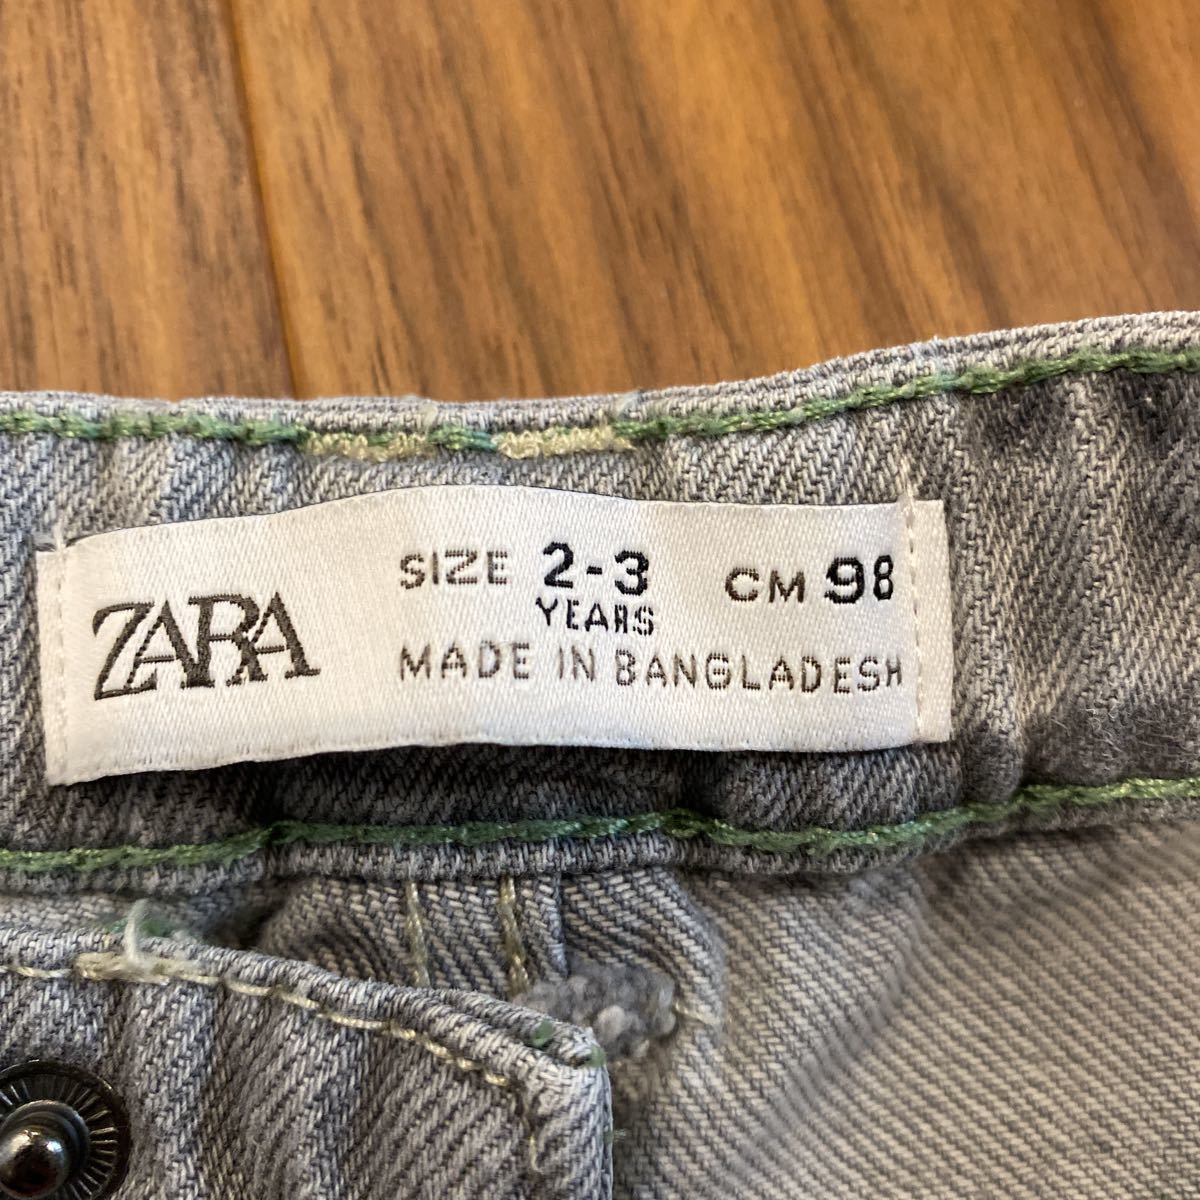 ZARA
SIZE 2-3 CM 98
YEARS
MADE IN BANGLADESH